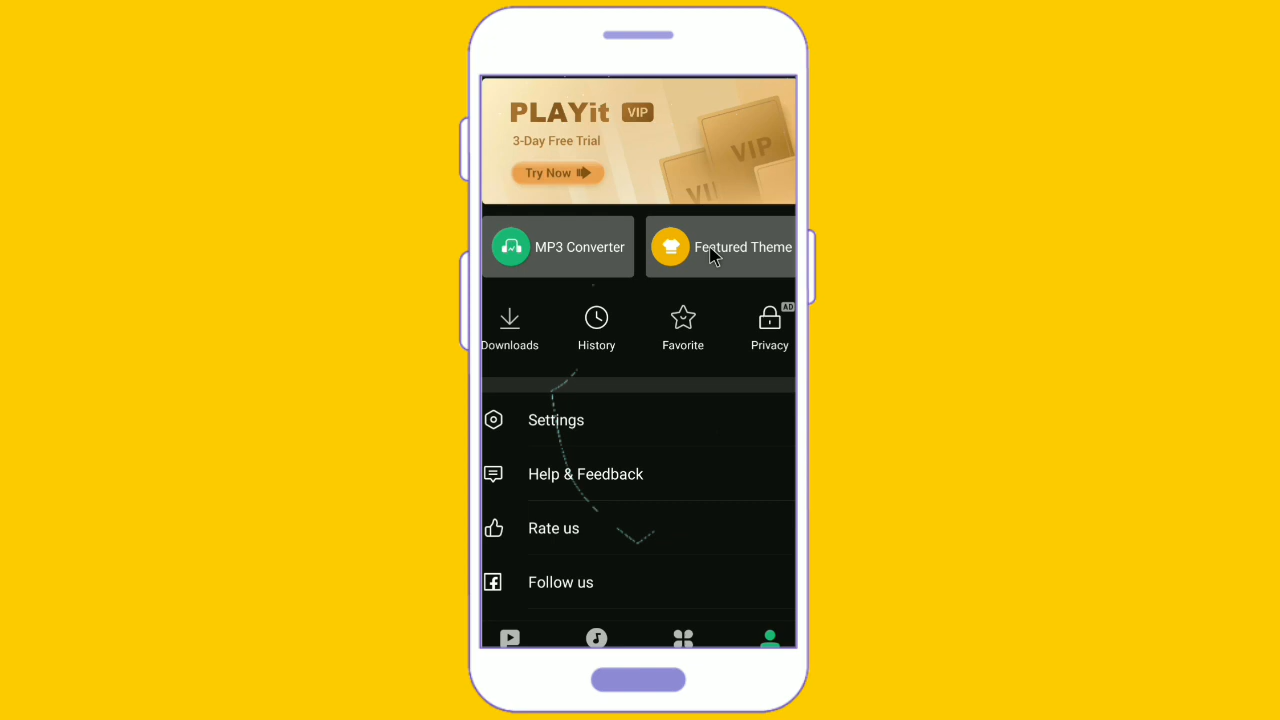 PLAYit VIP
3-Day Free Trial
Try Now
VIP
MP3 Converter
Featured Theme
AD
Downloads
History
Favorite
Privacy
Settings
Help & Feedback
Rate us
Follow us